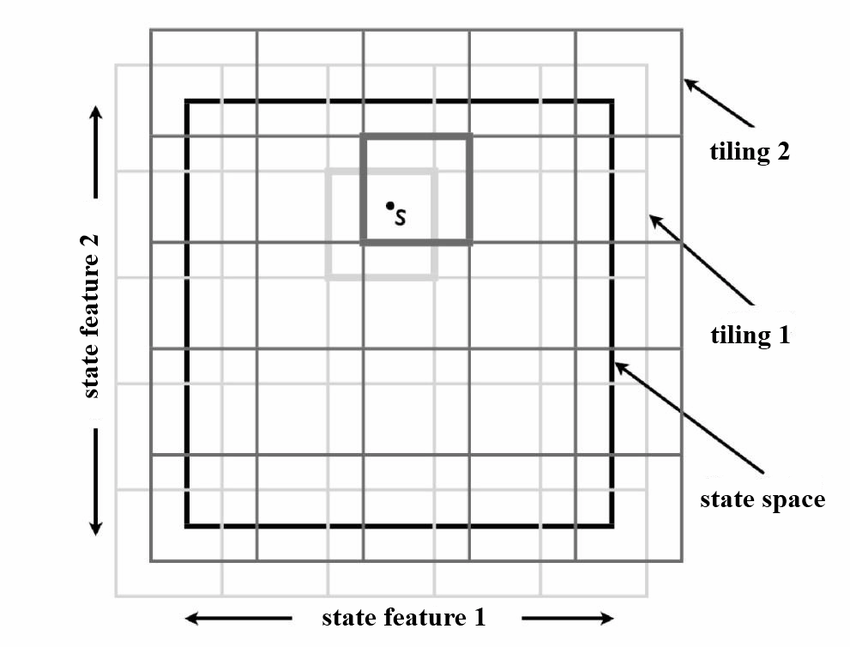 tiling 2
s
tiling 1
state feature 2
state space
state feature 1